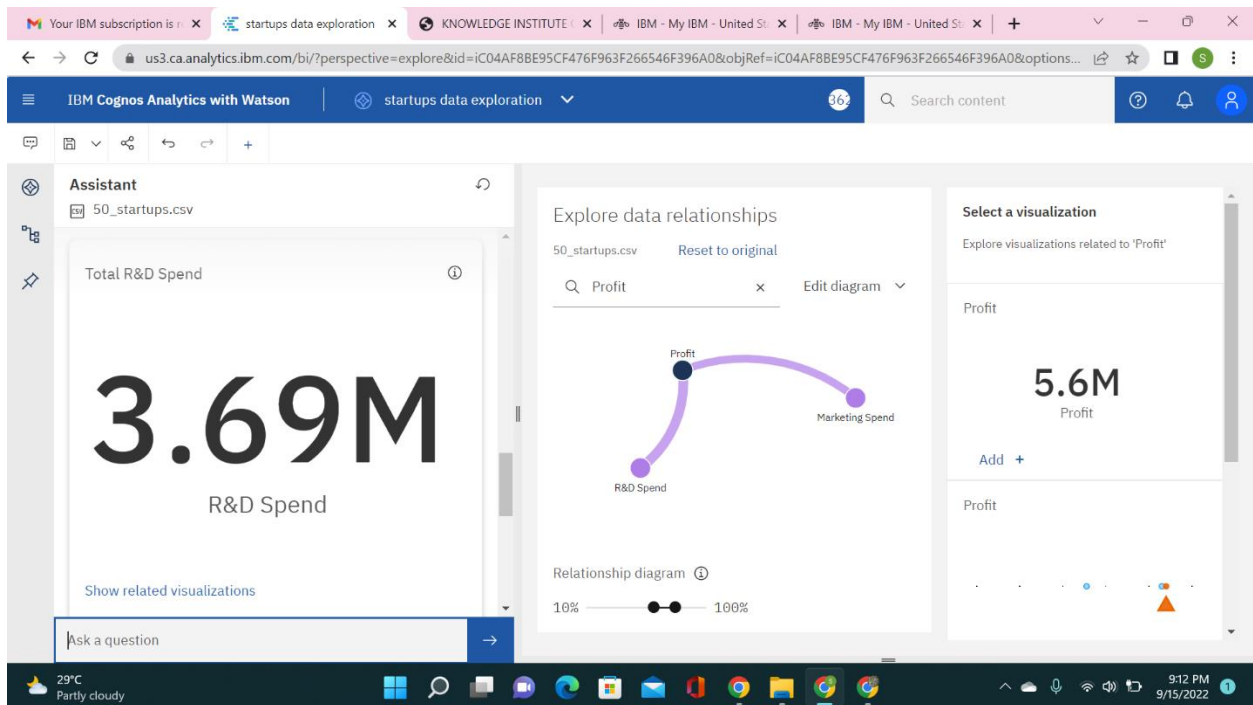 Your IBM subscription is r
startups data exploration
KNOWLEDGE INSTITUTE
IBM - My IBM - United St
IBM - My IBM - United St
us3.ca.analytics.ibm.com/bi/?perspective=explore&id=iC04AF8BE95CF476F963F266546F396A0&objRef=iC04AF8BE95CF476F963F266546F396A0&options...
S
IBM Cognos Analytics with Watson
startups data exploration
362
Search content
Assistant
csv 50_startups.csv
Total R&D Spend
3.69M
R&D Spend
Show related visualizations
Ask a question
Explore data relationships
50_startups.csv Reset to original
Profit Edit diagram
Profit
Marketing Spend
R&D Spend
Relationship diagram
10% 100%
Select a visualization
Explore visualizations related to 'Profit'
Profit
5.6M
Profit
Add +
Profit
29°C
Partly cloudy
9:12 PM
9/15/2022
1